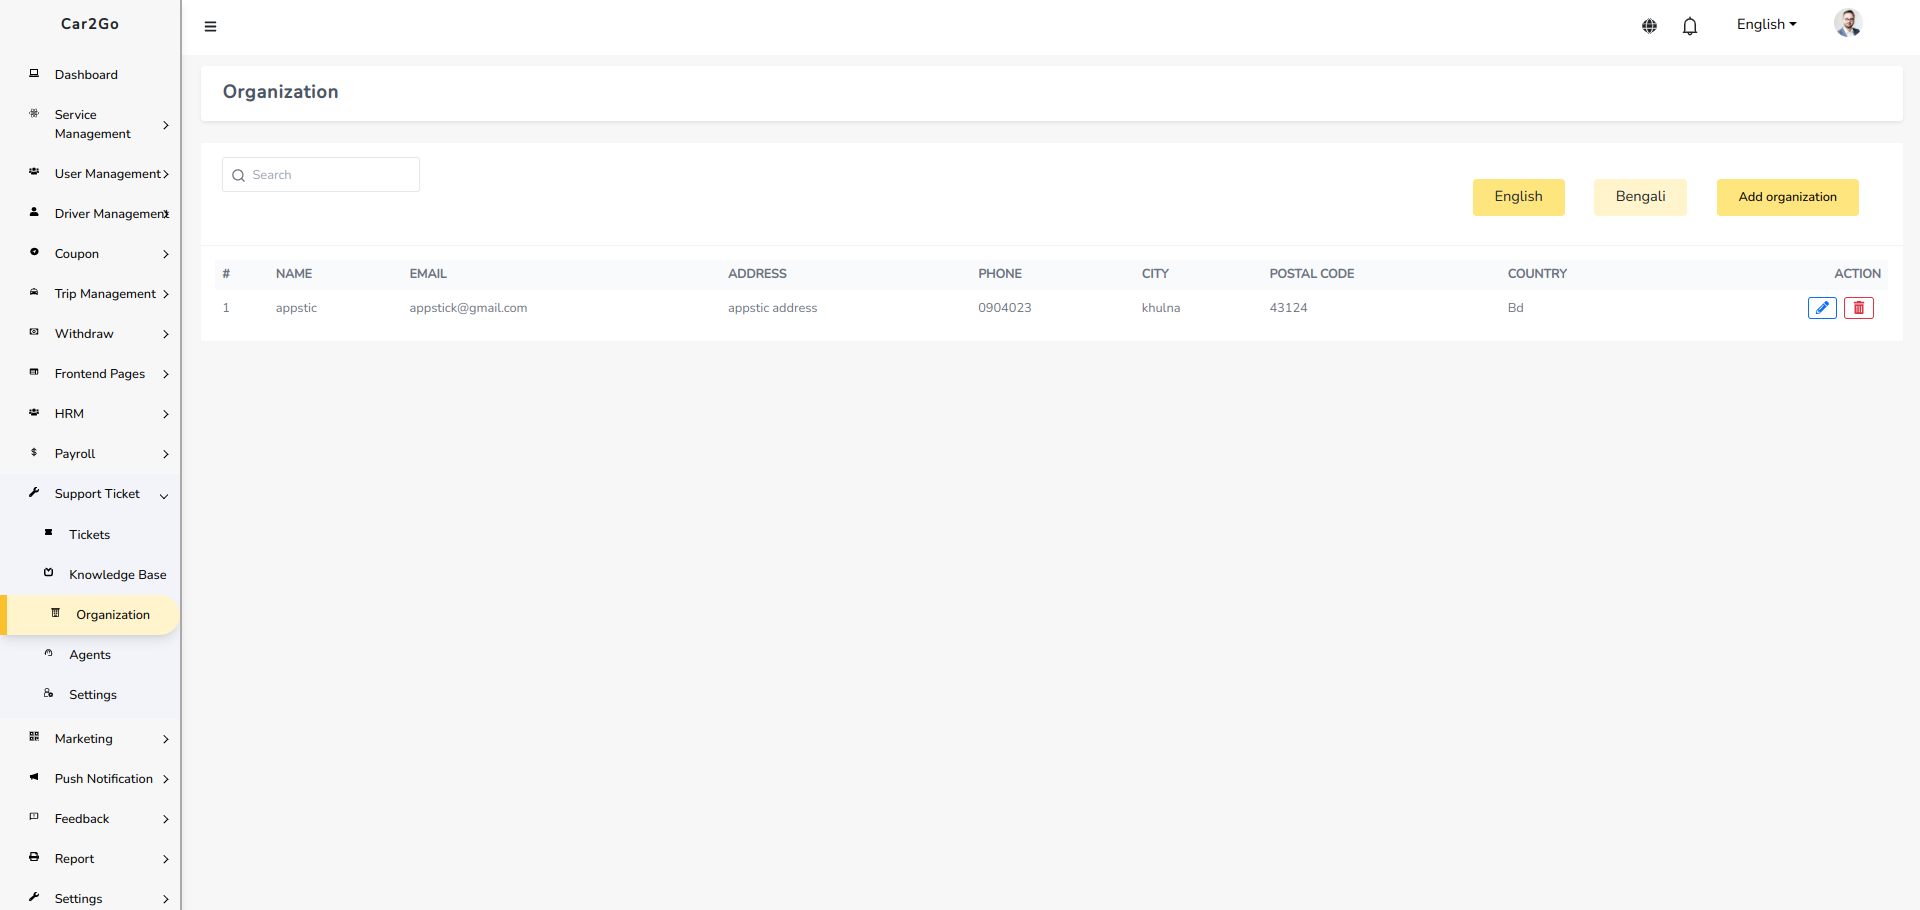 Car2Go
English
Dashboard
Service
Management
User Management
Driver Management
Coupon
Trip Management
Withdraw
Frontend Pages
HRM
Payroll
Support Ticket
Tickets
Knowledge Base
Organization
Agents
Settings
Marketing
Push Notification
Feedback
Report
Settings
Organization
Search
English Bengali Add organization
# NAME EMAIL ADDRESS PHONE CITY POSTAL CODE COUNTRY ACTION
1 appstic appstick@gmail.com appstic address 0904023 khulna 43124 Bd